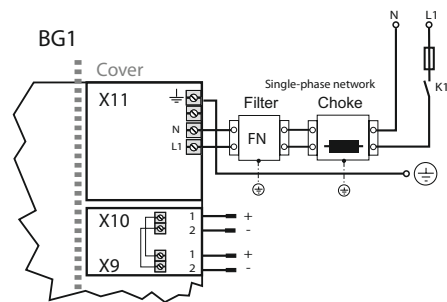 N L1
BG1
Cover
K1
X11
Single-phase network
Filter Choke
N
FN
L1
X10
1 +
2 -
X9
1 +
2 -